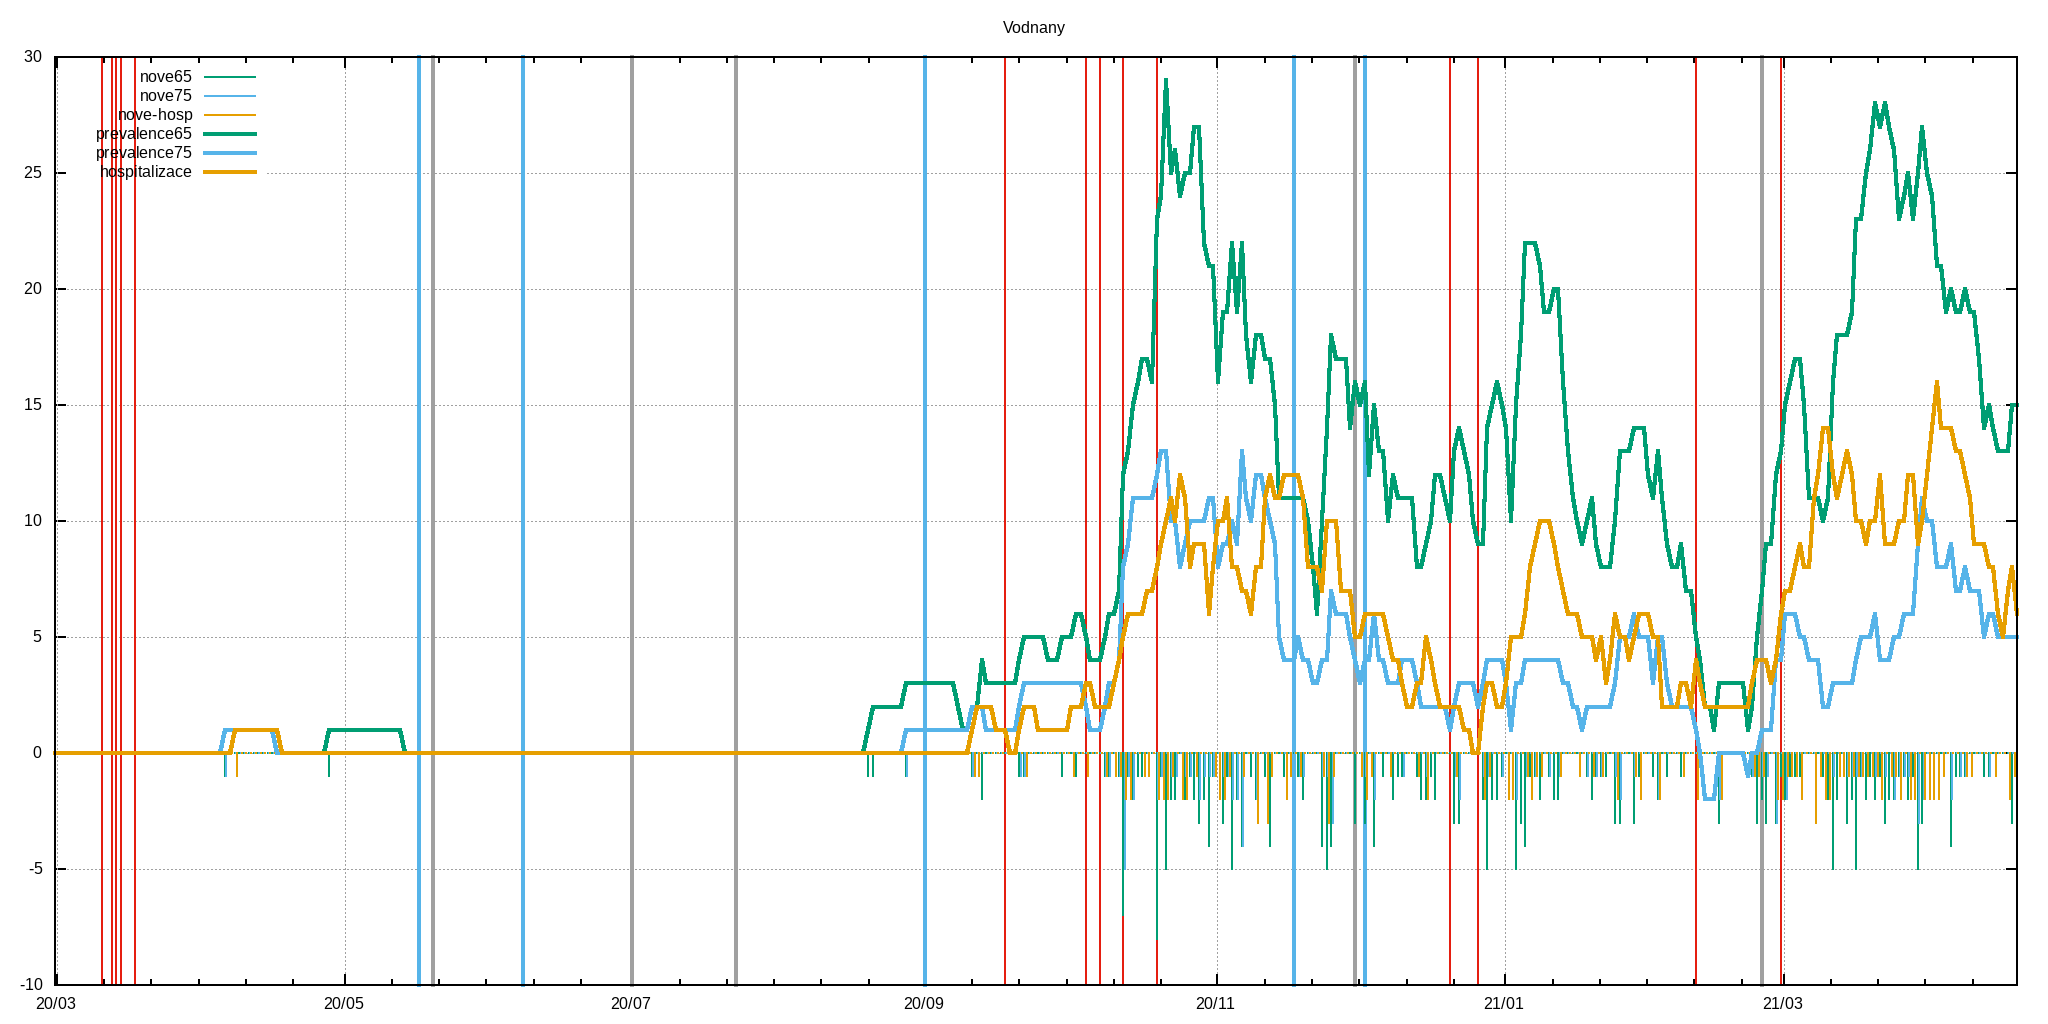 Vodnany
30
25
20
15
10
5
0
-5
-10
nove65
nove75
nove-hosp
prevalence65
prevalence75
hospitalizace
20/03 20/05 20/07 20/09 20/11 21/01 21/03